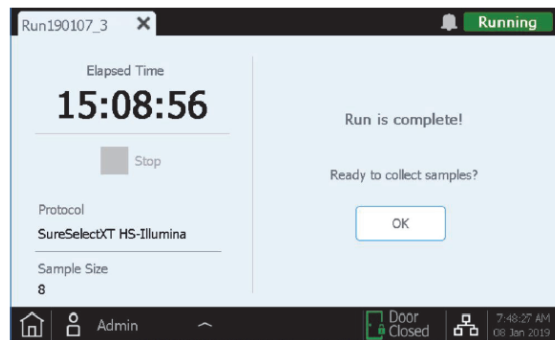 Run190107_3
Running
Elapsed Time
15:08:56
Stop
Protocol
SureSelectXT HS-Illumina
Sample Size
8
Run is complete!
Ready to collect samples?
OK
Admin
Door
Closed
7:48:27 AM
08 Jan 2019